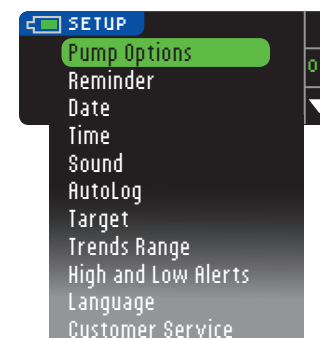 SETUP
Pump Options
Reminder
Date
Time
Sound
AutoLog
Target
Trends Range
High and Low Alerts
Language
Customer Service